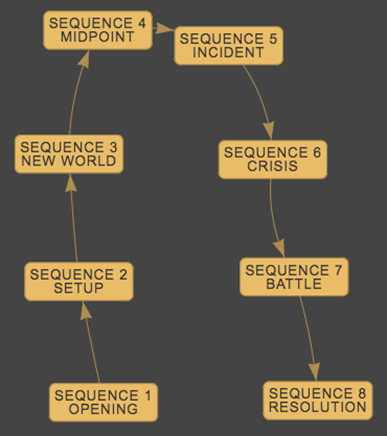 SEQUENCE 1
OPENING
SEQUENCE 2
SETUP
SEQUENCE 3
NEW WORLD
SEQUENCE 4
MIDPOINT
SEQUENCE 5
INCIDENT
SEQUENCE 6
CRISIS
SEQUENCE 7
BATTLE
SEQUENCE 8
RESOLUTION